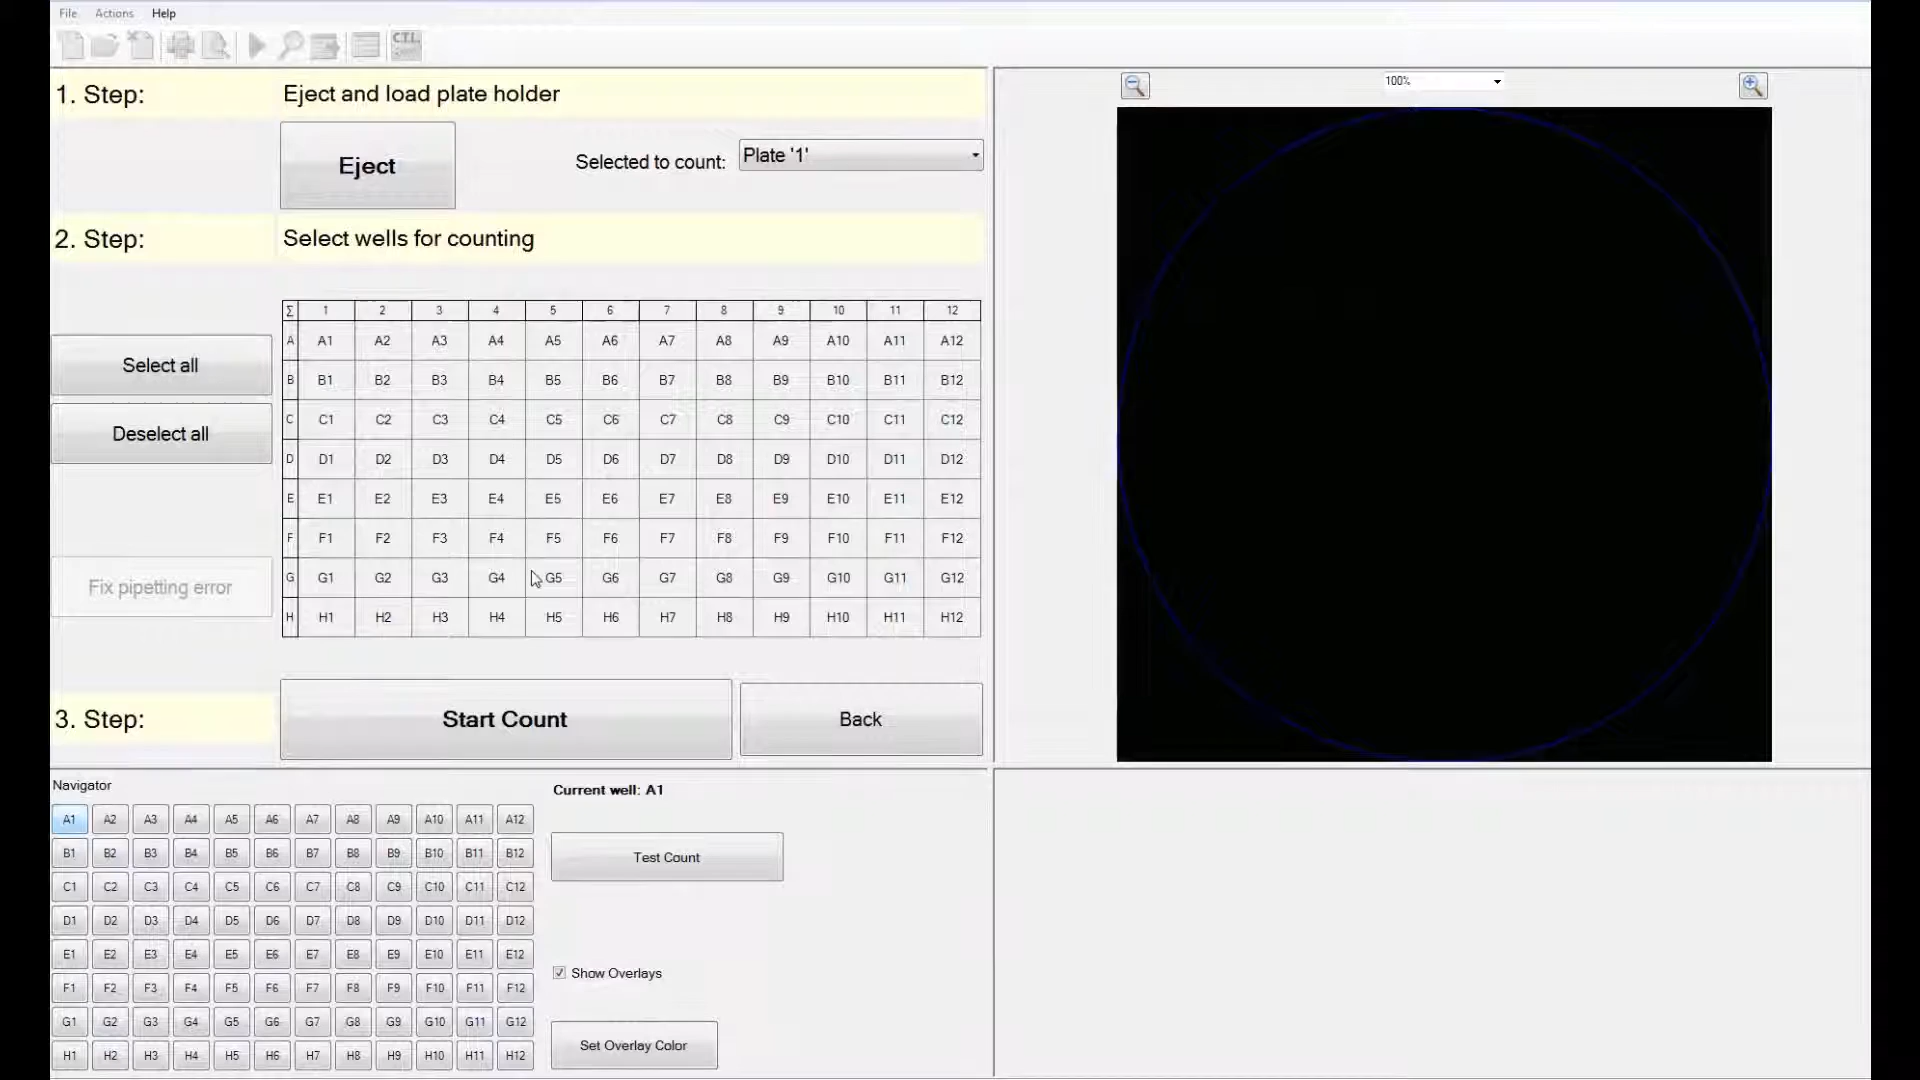 File Actions Help
CTL
1. Step: Eject and load plate holder
Eject Selected to count: Plate '1'
2. Step: Select wells for counting
Σ 1 2 3 4 5 6 7 8 9 10 11 12
A A1 A2 A3 A4 A5 A6 A7 A8 A9 A10 A11 A12
B B1 B2 B3 B4 B5 B6 B7 B8 B9 B10 B11 B12
C C1 C2 C3 C4 C5 C6 C7 C8 C9 C10 C11 C12
D D1 D2 D3 D4 D5 D6 D7 D8 D9 D10 D11 D12
E E1 E2 E3 E4 E5 E6 E7 E8 E9 E10 E11 E12
F F1 F2 F3 F4 F5 F6 F7 F8 F9 F10 F11 F12
G G1 G2 G3 G4 G5 G6 G7 G8 G9 G10 G11 G12
H H1 H2 H3 H4 H5 H6 H7 H8 H9 H10 H11 H12
Select all
Deselect all
Fix pipetting error
3. Step: Start Count Back
100%
Navigator
A1 A2 A3 A4 A5 A6 A7 A8 A9 A10 A11 A12
B1 B2 B3 B4 B5 B6 B7 B8 B9 B10 B11 B12
C1 C2 C3 C4 C5 C6 C7 C8 C9 C10 C11 C12
D1 D2 D3 D4 D5 D6 D7 D8 D9 D10 D11 D12
E1 E2 E3 E4 E5 E6 E7 E8 E9 E10 E11 E12
F1 F2 F3 F4 F5 F6 F7 F8 F9 F10 F11 F12
G1 G2 G3 G4 G5 G6 G7 G8 G9 G10 G11 G12
H1 H2 H3 H4 H5 H6 H7 H8 H9 H10 H11 H12
Current well: A1
Test Count
Show Overlays
Set Overlay Color